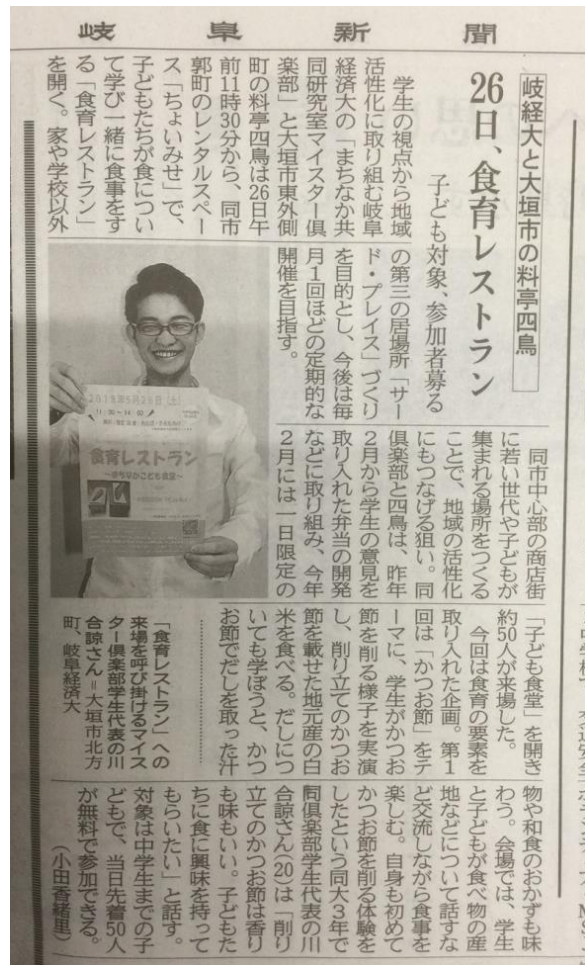 岐阜新聞
岐経大と大垣市の料亭四鳥
26日、食育レストラン
子ども対象、参加者募る
学生の視点から地域
活性化に取り組む岐阜
経済大の「まちなか共
同研究室マイスター倶
楽部」と大垣市東外側
町の料亭四鳥は26日午
前11時30分から、同市
郭町のレンタルスペー
ス「ちょいみせ」で、
子どもたちが食につい
て学び一緒に食事をす
る「食育レストラン」
を開く。家や学校以外
の第三の居場所「サー
ド・プレイス」づくり
を目的とし、今後は毎
月1回ほどの定期的な
開催を目指す。
同市中心部の商店街
に若い世代や子どもが
集まれる場所をつくる
ことで、地域の活性化
にもつなげる狙い。同
倶楽部と四鳥は、昨年
2月から学生の意見を
取り入れた弁当の開発
などに取り組み、今年
2月には一日限定の
「子ども食堂」を開き
約50人が来場した。
今回は食育の要素を
取り入れた企画。第1
回は「かつお節」をテ
ーマに、学生がかつお
節を削る様子を実演
し、削り立てのかつお
節を載せた地元産の白
米を食べる。だしにつ
いても学ぼうと、かつ
お節でだしを取った汁
物や和食のおかずも味
わう。会場では、学生
と子どもが食べ物の産
地などについて話すな
ど交流しながら食事を
楽しむ。自身も初めて
かつお節を削る体験を
したという同大3年で
同倶楽部学生代表の川
合諒さん(20)は「削り
立てのかつお節は香り
も味もいい。子どもた
ちに食に興味を持って
もらいたい」と話す。
対象は中学生までの子
どもで、当日先着50人
が無料で参加できる。
(小田香緒里)
2018年5月26日(土)
11:30~14:00
食育レストラン
「食育レストラン」への
来場を呼び掛けるマイス
ター倶楽部学生代表の川
合諒さん=大垣市北方
町、岐阜経済大